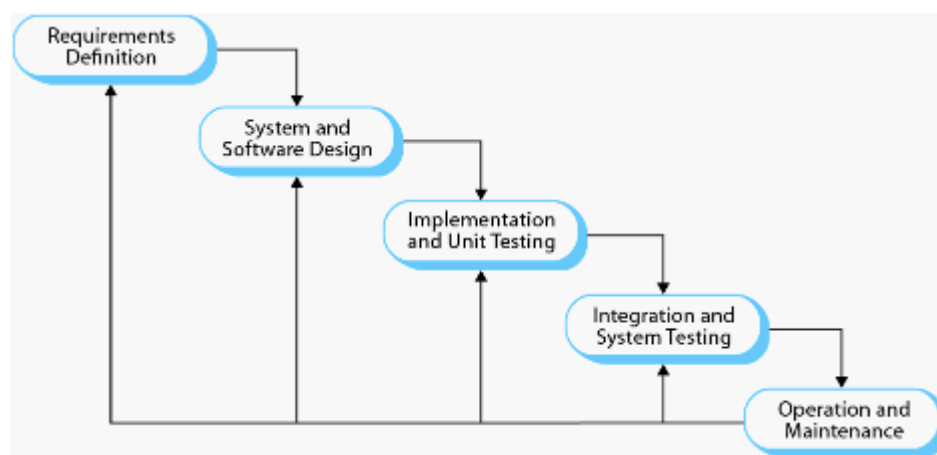 Requirements
Definition
System and
Software Design
Implementation
and Unit Testing
Integration and
System Testing
Operation and
Maintenance